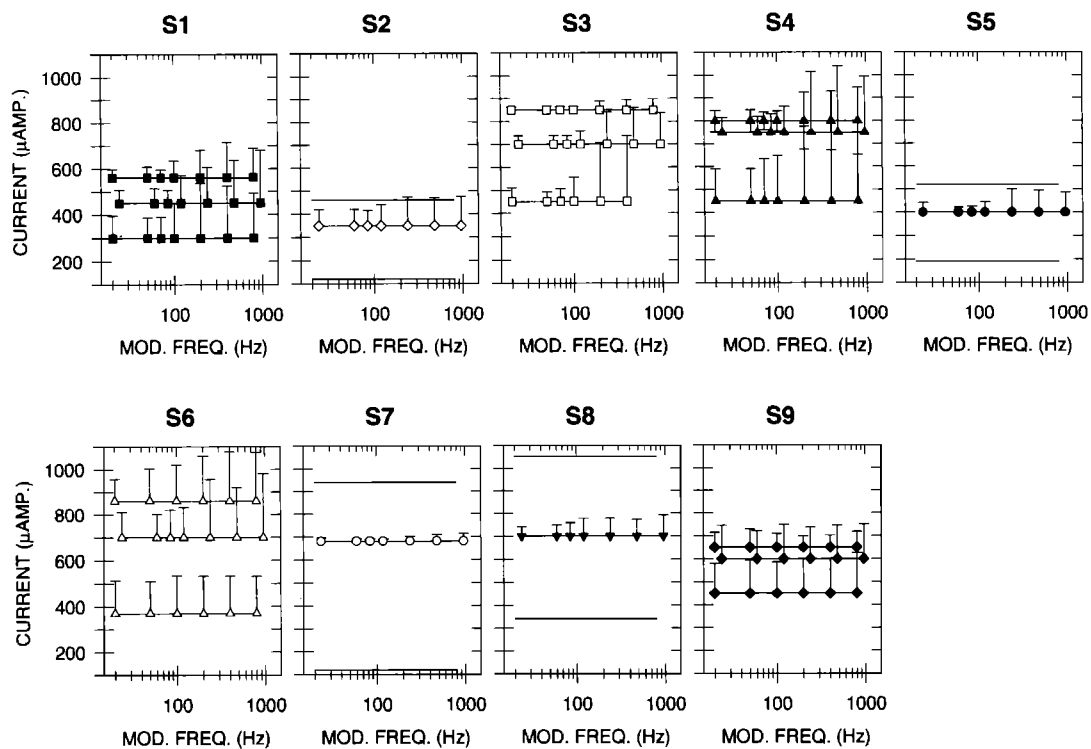 S1 S2 S3 S4 S5
CURRENT (μAMP.)
1000
800
600
400
200
100 1000 100 1000 100 1000 100 1000 100 1000
MOD. FREQ. (Hz) MOD. FREQ. (Hz) MOD. FREQ. (Hz) MOD. FREQ. (Hz) MOD. FREQ. (Hz)
S6 S7 S8 S9
CURRENT (μAMP.)
1000
800
600
400
200
100 1000 100 1000 100 1000 100 1000
MOD. FREQ. (Hz) MOD. FREQ. (Hz) MOD. FREQ. (Hz) MOD. FREQ. (Hz)